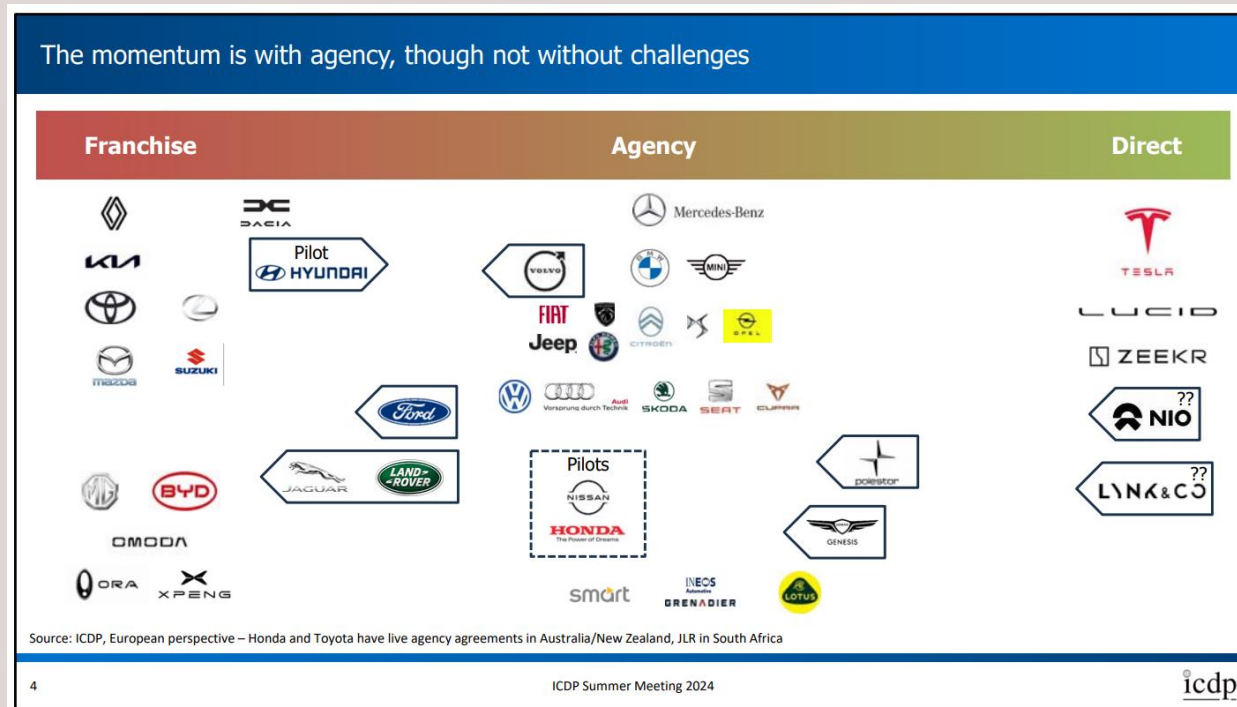 The momentum is with agency, though not without challenges
Franchise Agency Direct
DACIA
Mercedes-Benz
TESLA
KIA
Pilot
HYUNDAI
VOLVO
BMW
MINI
LUCID
FIAT
Jeep
CITROËN
DS
OPEL
mazda
SUZUKI
ZEEKR
Ford
Audi
Vorsprung durch Technik
ŠKODA
SEAT
CUPRA
??
NIO
JAGUAR
LAND-
-ROVER
Pilots
NISSAN
HONDA
The Power of Dreams
polestar
??
LYNK&CO
MG
BYD
GENESIS
OMODA
ORA
XPENG
smart
INEOS
Automotive
GRENADIER
LOTUS
Source: ICDP, European perspective – Honda and Toyota have live agency agreements in Australia/New Zealand, JLR in South Africa
4 ICDP Summer Meeting 2024 icdp